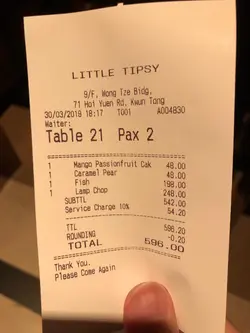 LITTLE TIPSY
9/F, Wong Tze Bldg,
71 Hoi Yuen Rd, Kwun Tong
30/03/2018 18:17 T001 A004830
Waiter:
Table 21 Pax 2
1 Mango Passionfruit Cak 48.00
1 Caramel Pear 48.00
1 Fish 198.00
1 Lamp Chop 248.00
SUBTTL 542.00
Service Charge 10% 54.20
TTL 596.20
ROUNDING -0.20
TOTAL 596.00
Thank You.
Please Come Again